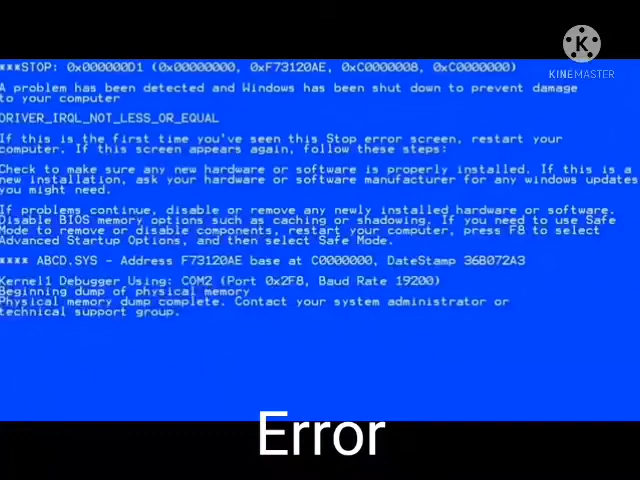 KINEMASTER
***STOP: 0x000000D1 (0x00000000, 0xF73120AE, 0xC0000008, 0xC0000000)
A problem has been detected and Windows has been shut down to prevent damage
to your computer
DRIVER_IRQL_NOT_LESS_OR_EQUAL
If this is the first time you've seen this Stop error screen, restart your
computer. If this screen appears again, follow these steps:
Check to make sure any new hardware or software is properly installed. If this is a
new installation, ask your hardware or software manufacturer for any windows updates
you might need.
If problems continue, disable or remove any newly installed hardware or software.
Disable BIOS memory options such as caching or shadowing. If you need to use Safe
Mode to remove or disable components, restart your computer, press F8 to select
Advanced Startup Options, and then select Safe Mode.
**** ABCD.SYS - Address F73120AE base at C0000000, DateStamp 36B072A3
Kernel1 Debugger Using: COM2 (Port 0x2F8, Baud Rate 19200)
Beginning dump of physical memory
Physical memory dump complete. Contact your system administrator or
technical support group.
Error